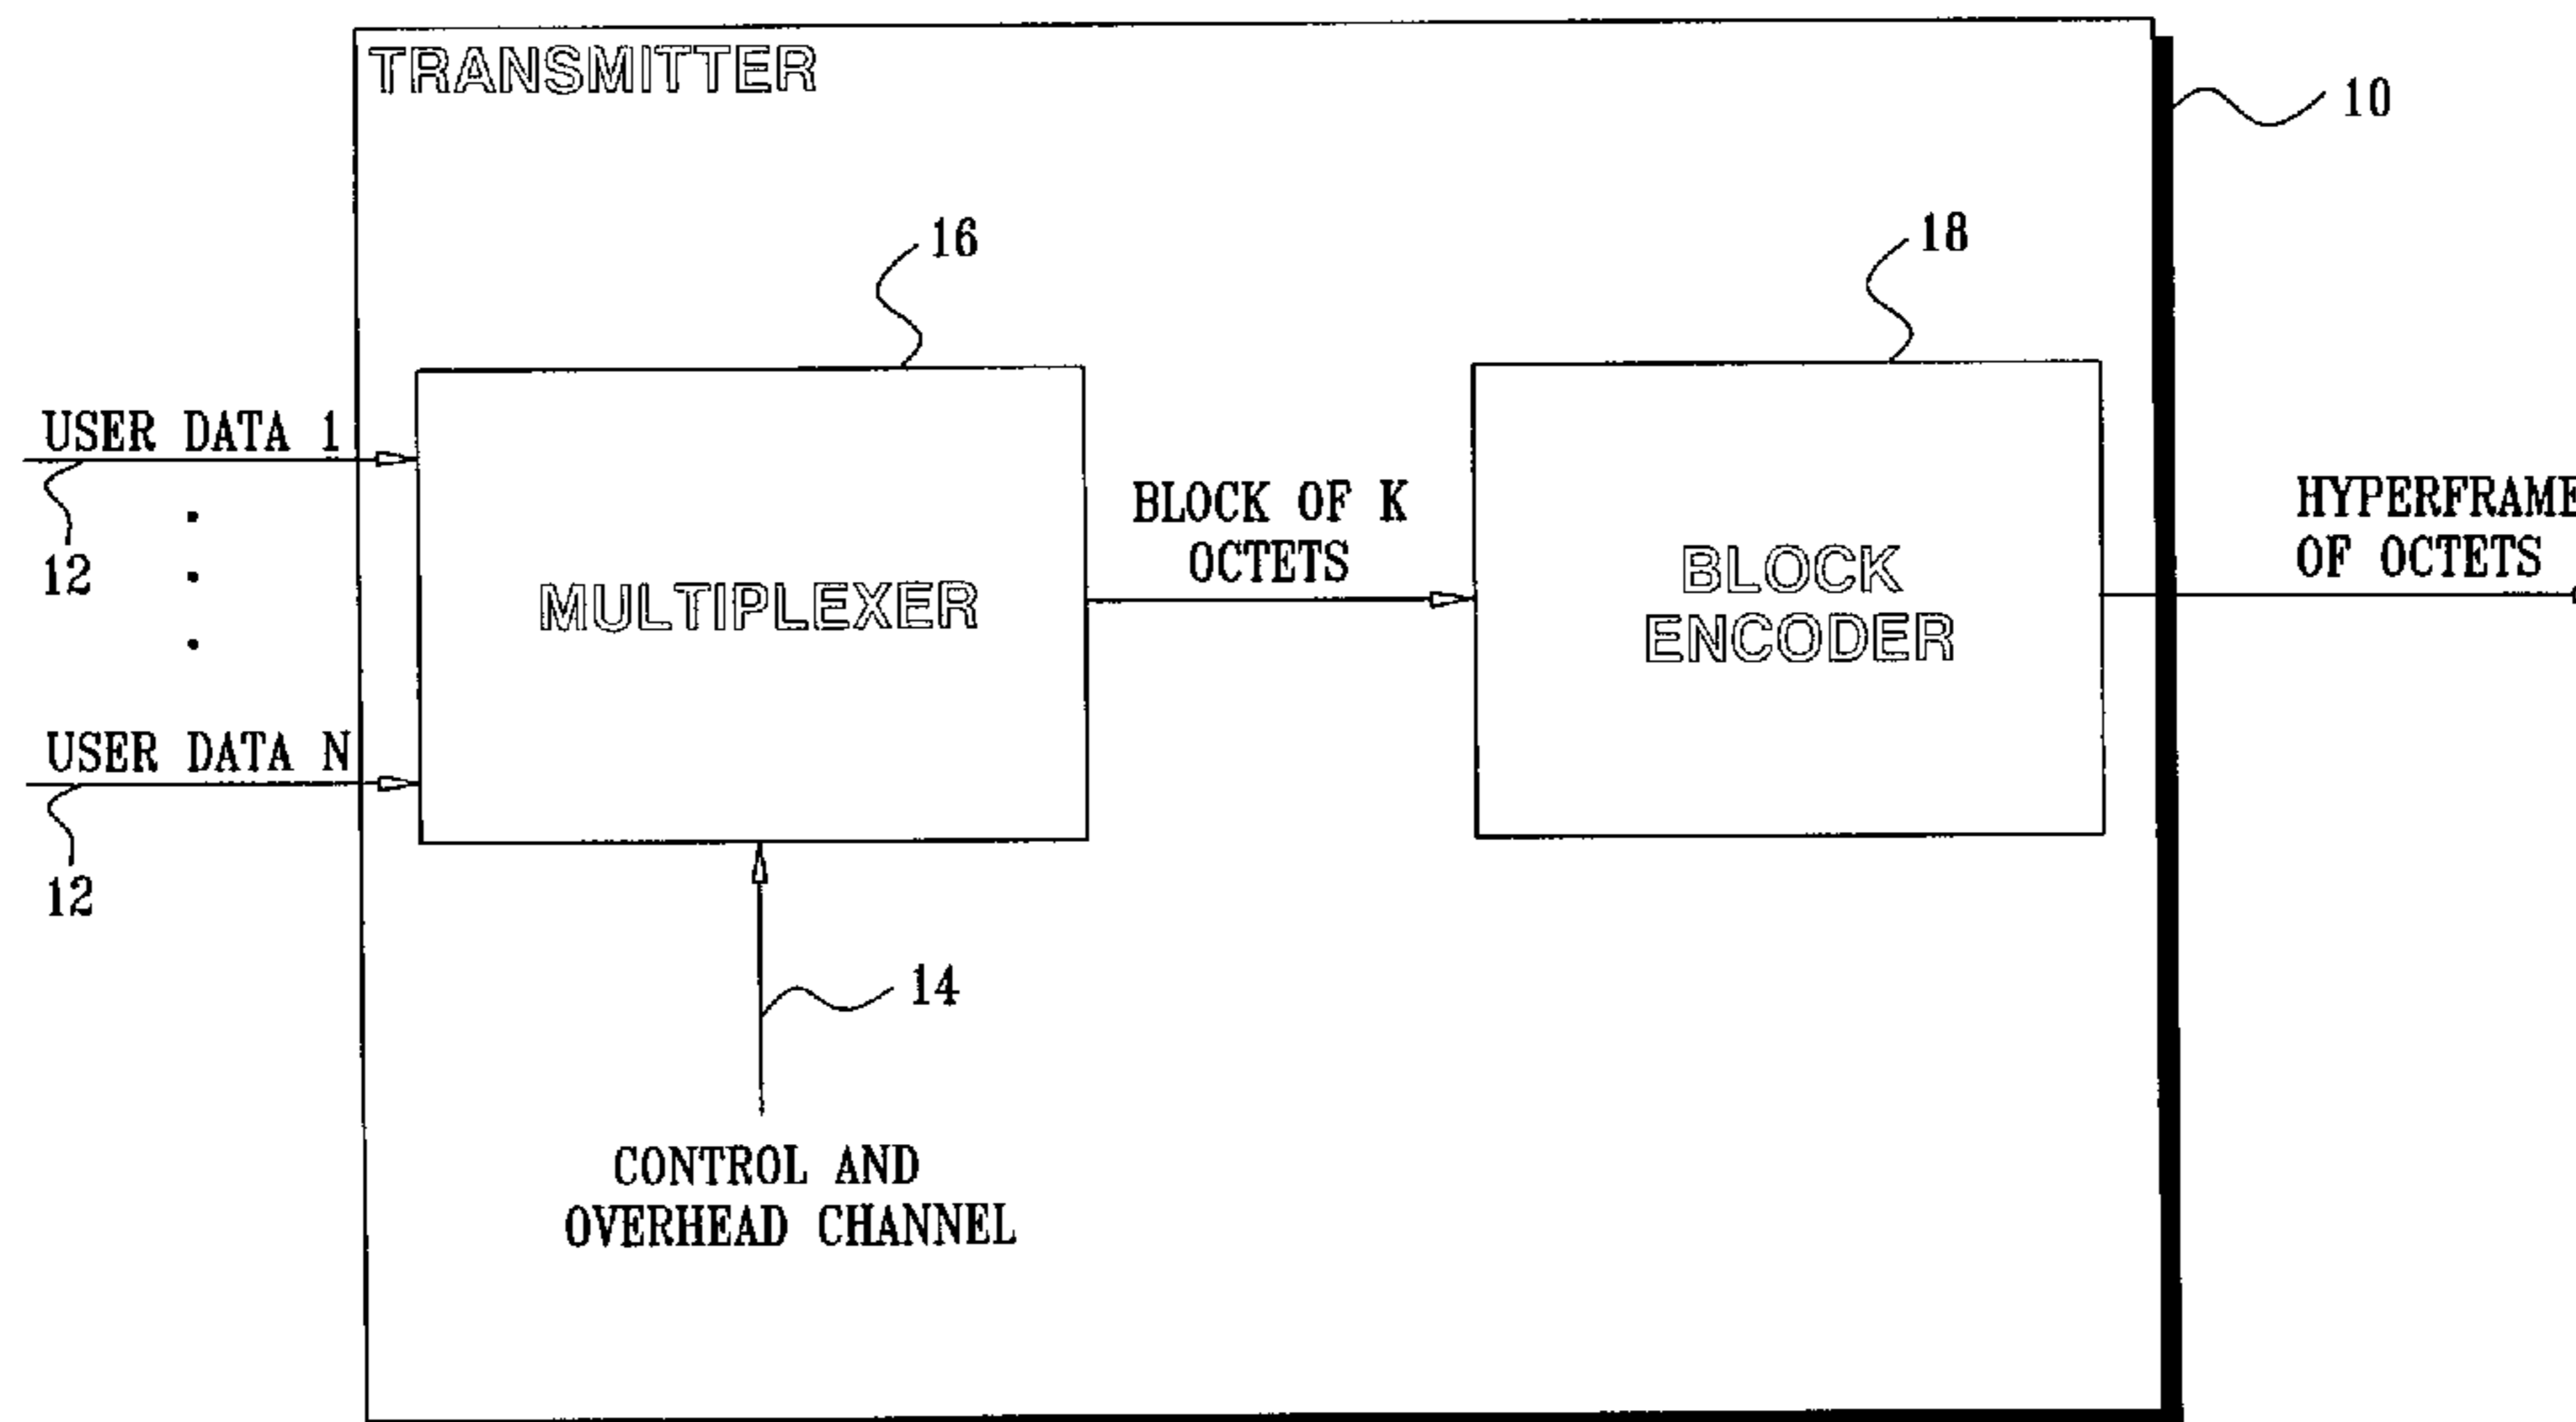 TRANSMITTER
10
16
18
USER DATA 1
12
BLOCK OF K
OCTETS
HYPERFRAME
OF OCTETS
MULTIPLEXER
BLOCK
ENCODER
USER DATA N
12
14
CONTROL AND
OVERHEAD CHANNEL